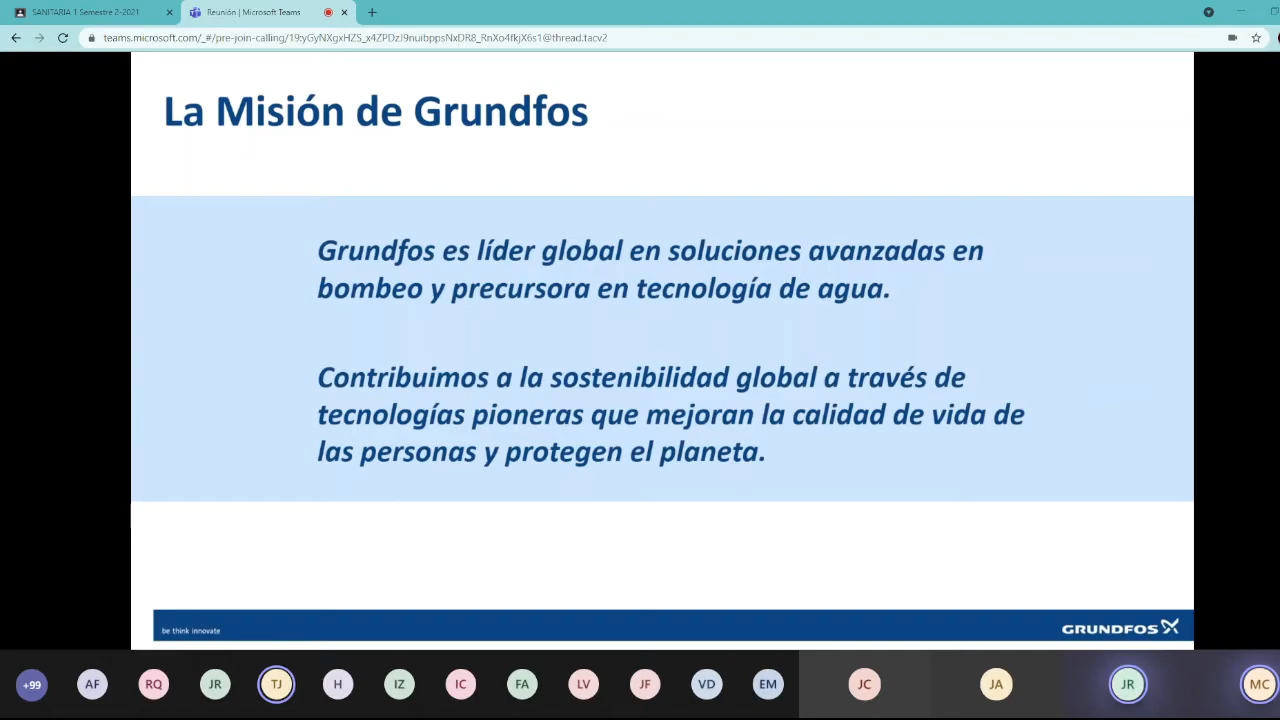 SANITARIA 1 Semestre 2-2021
Reunión | Microsoft Teams
teams.microsoft.com/_#/pre-join-calling/19:yGyNXgxHZS_x4ZPDzJ9nuibppsNxDR8_RnXo4fkjX6s1@thread.tacv2
La Misión de Grundfos
Grundfos es líder global en soluciones avanzadas en
bombeo y precursora en tecnología de agua.
Contribuimos a la sostenibilidad global a través de
tecnologías pioneras que mejoran la calidad de vida de
las personas y protegen el planeta.
be think innovate
GRUNDFOS
+99 AF RQ JR TJ H IZ IC FA LV JF VD EM JC JA JR MC